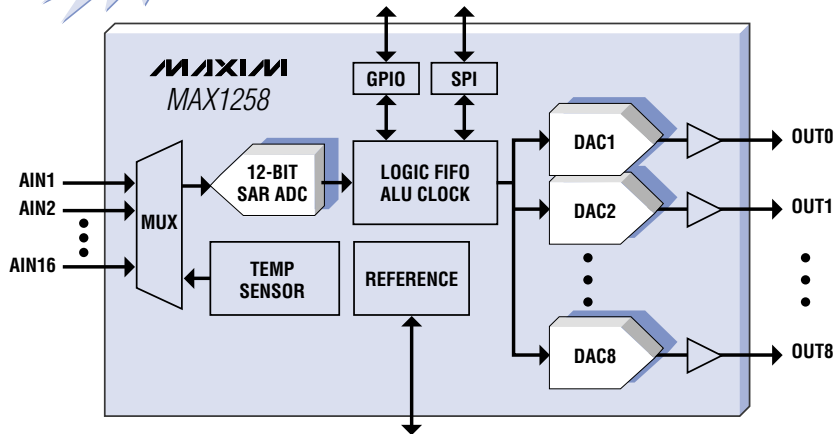 MAXIM
MAX1258
GPIO
SPI
AIN1
AIN2
AIN16
MUX
12-BIT
SAR ADC
LOGIC FIFO
ALU CLOCK
TEMP
SENSOR
REFERENCE
DAC1
OUT0
DAC2
OUT1
DAC8
OUT8